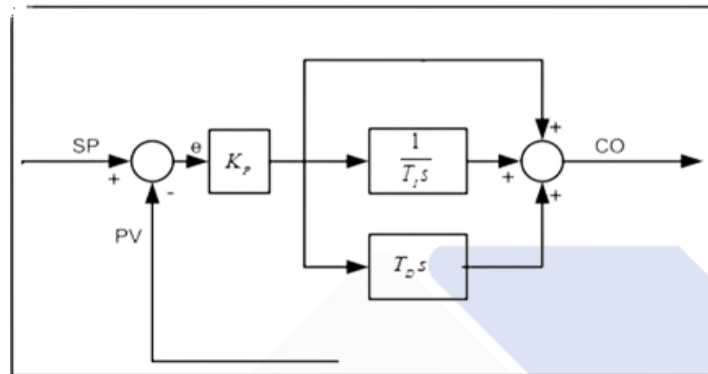 SP
+
-
PV
e
K_P
1
T_I s
T_D s
+
+
+
CO